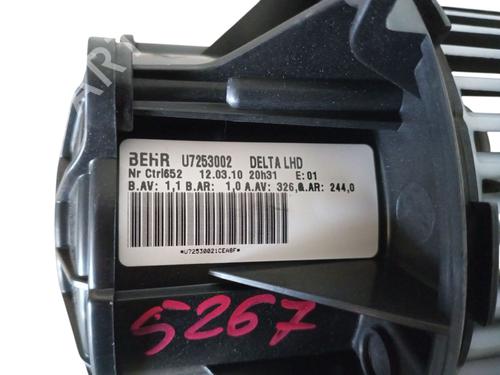 BEHR U7253002 DELTA LHD
Nr Ctrl652 12.03.10 20h31 E:01
B.AV: 1,1 B.AR: 1,0 A.AV: 326,0 A.AR: 244,0
*U72530021CEA8F*
5267